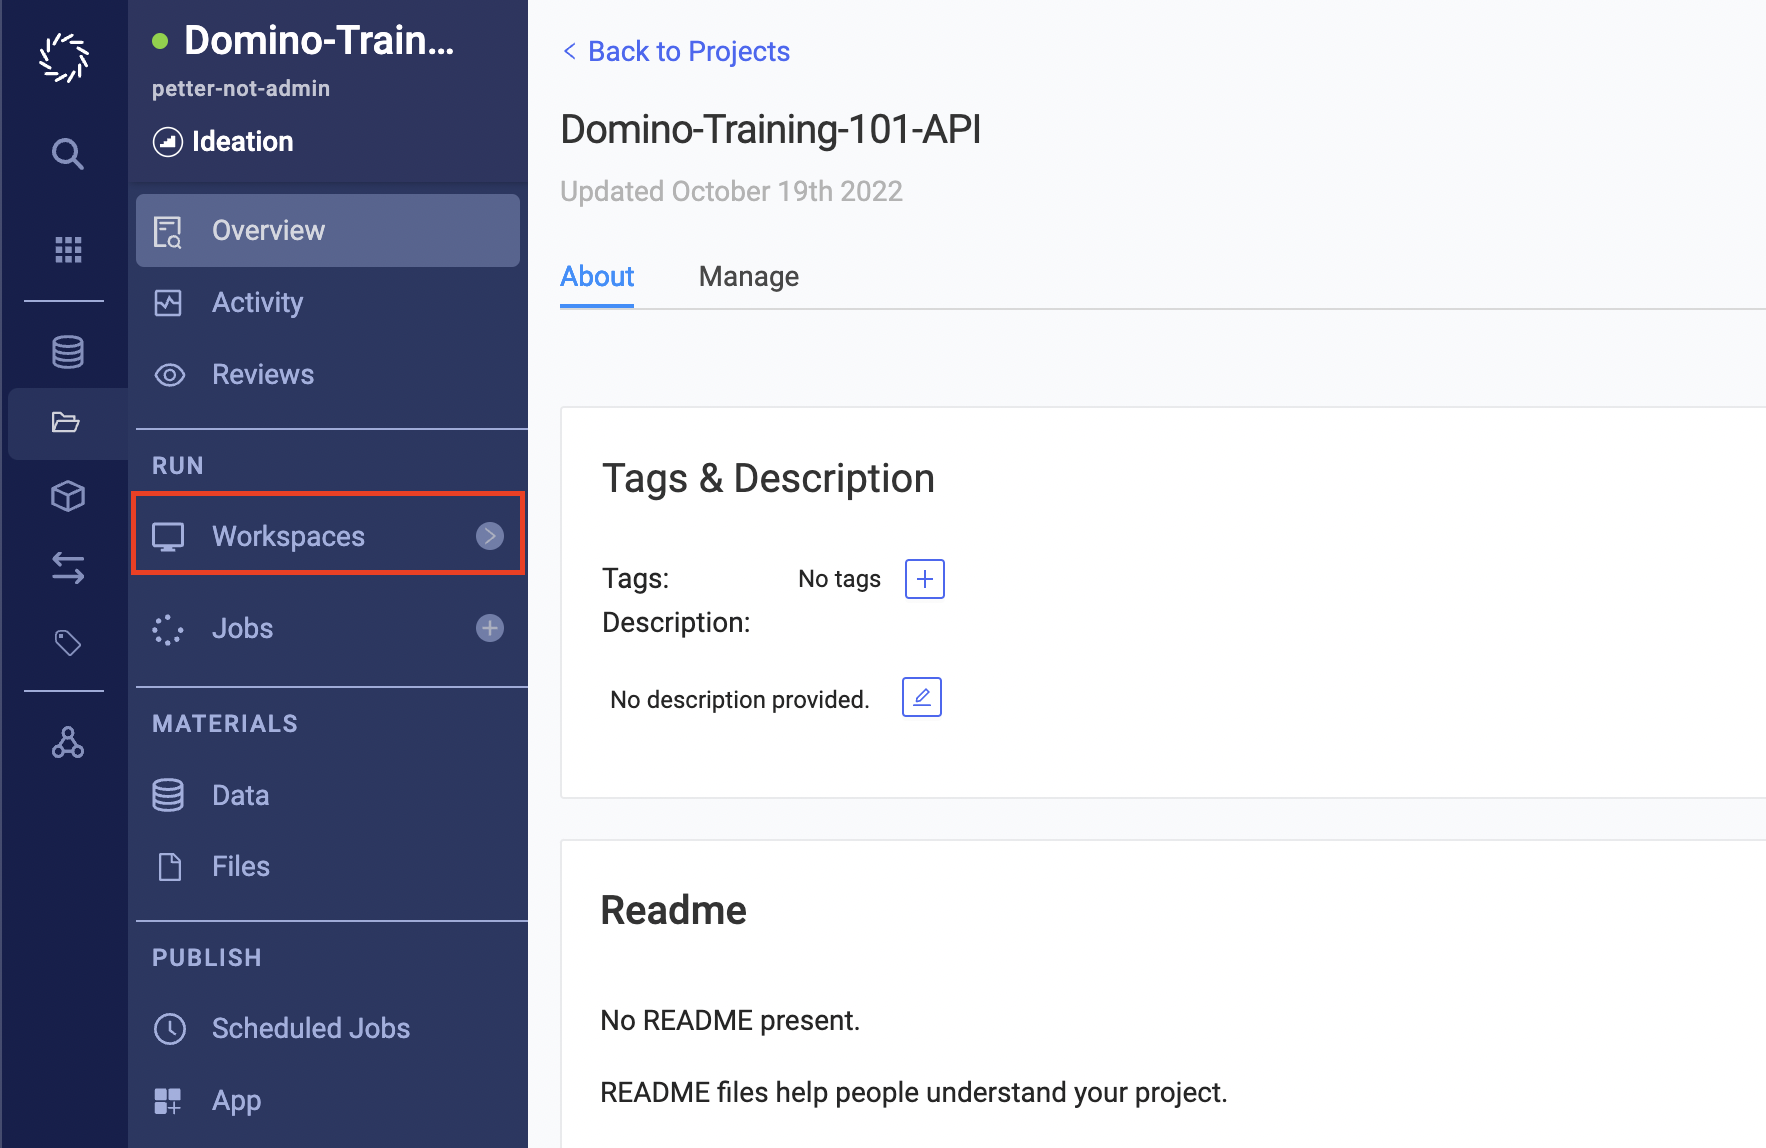 Domino-Train...
petter-not-admin
Ideation
Overview
Activity
Reviews
RUN
Workspaces
Jobs
MATERIALS
Data
Files
PUBLISH
Scheduled Jobs
App
< Back to Projects
Domino-Training-101-API
Updated October 19th 2022
About Manage
Tags & Description
Tags: No tags
Description:
No description provided.
Readme
No README present.
README files help people understand your project.